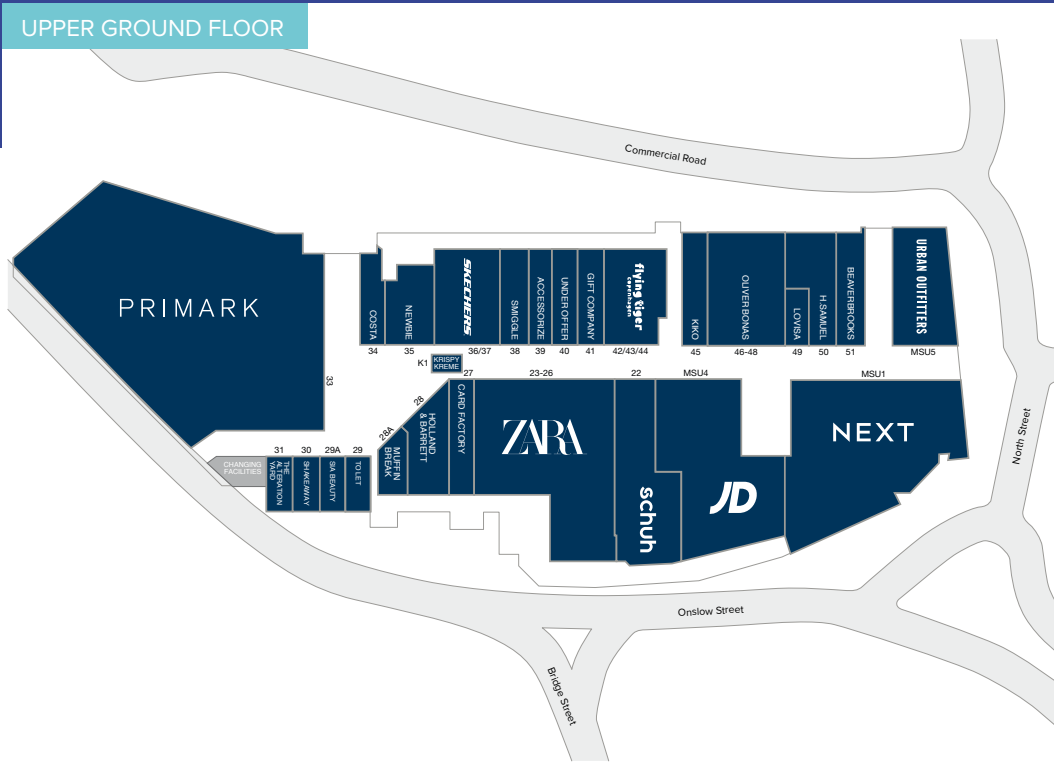 UPPER GROUND FLOOR
Commercial Road
PRIMARK
33
COSTA
34
NEWBIE
35
SKECHERS
36/37
SMIGGLE
38
ACCESSORIZE
39
UNDER OFFER
40
GIFT COMPANY
41
flying tiger
copenhagen
42/43/44
KIKO
45
OLIVER BONAS
46-48
LOVISA
49
H.SAMUEL
50
BEAVERBROOKS
51
URBAN OUTFITTERS
MSU5
K1
KRISPY
KREME
27
23-26
22
MSU4
MSU1
28
28A
MUFFIN
BREAK
HOLLAND
& BARRETT
CARD FACTORY
ZARA
schuh
JD
NEXT
31
30
29A
29
CHANGING
FACILITIES
THE
ALTERATION
YARD
SHAKEAWAY
SIA BEAUTY
TO LET
North Street
Onslow Street
Bridge Street